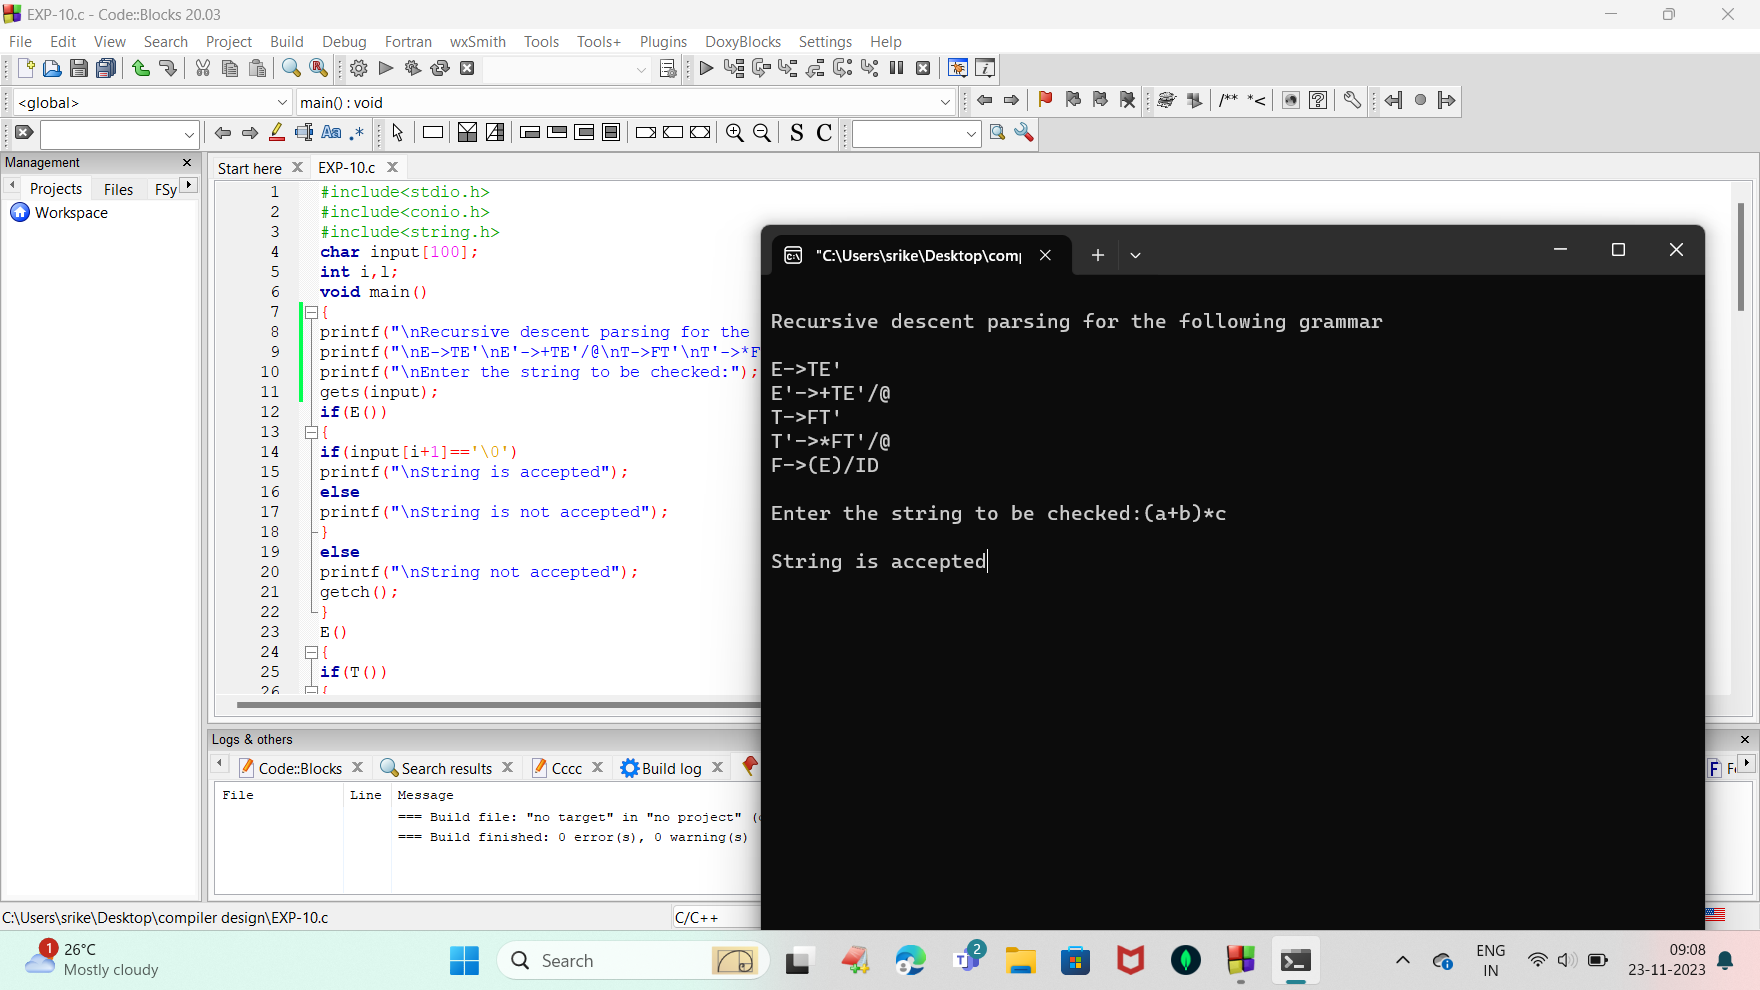 EXP-10.c - Code::Blocks 20.03
File Edit View Search Project Build Debug Fortran wxSmith Tools Tools+ Plugins DoxyBlocks Settings Help
<global> main() : void
/** *<
Aa .*
S C
Management
Projects Files FSy
Workspace
Start here EXP-10.c
1 #include<stdio.h>
2 #include<conio.h>
3 #include<string.h>
4 char input[100];
5 int i,l;
6 void main()
7 {
8 printf("\nRecursive descent parsing for the
9 printf("\nE->TE'\nE'->+TE'/@\nT->FT'\nT'->*F
10 printf("\nEnter the string to be checked:");
11 gets(input);
12 if(E())
13 {
14 if(input[i+1]=='\0')
15 printf("\nString is accepted");
16 else
17 printf("\nString is not accepted");
18 }
19 else
20 printf("\nString not accepted");
21 getch();
22 }
23 E()
24 {
25 if(T())
26 {
"C:\Users\srike\Desktop\comp
Recursive descent parsing for the following grammar
E->TE'
E'->+TE'/@
T->FT'
T'->*FT'/@
F->(E)/ID
Enter the string to be checked:(a+b)*c
String is accepted
Logs & others
Code::Blocks Search results Cccc Build log
File Line Message
=== Build file: "no target" in "no project" (
=== Build finished: 0 error(s), 0 warning(s)
C:\Users\srike\Desktop\compiler design\EXP-10.c
C/C++
1
26°C
Mostly cloudy
Search
2
ENG
IN
09:08
23-11-2023